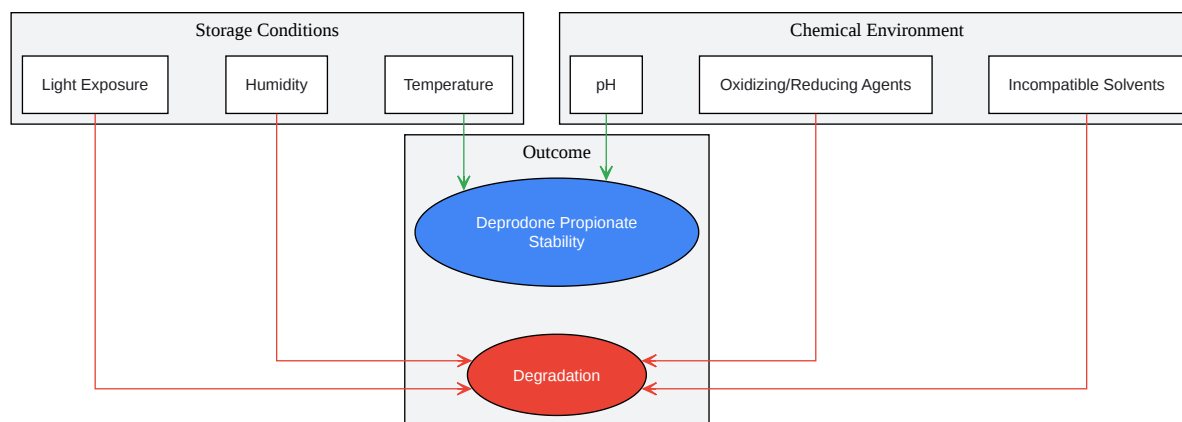 Storage Conditions
Light Exposure
Humidity
Temperature
Chemical Environment
pH
Oxidizing/Reducing Agents
Incompatible Solvents
Outcome
Deprodone Propionate
Stability
Degradation